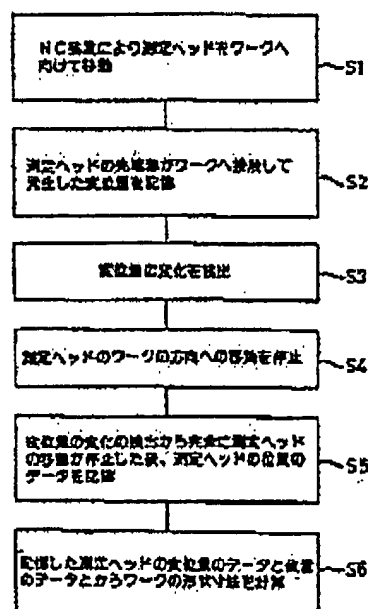 NC装置により測定ヘッドをワークへ
向けて移動
S1
測定ヘッドの先端部がワークへ接触して
発生した変位量を記憶
S2
変位量の変化を検出
S3
測定ヘッドのワークの方向への移動を停止
S4
変位量の変化の検出から完全に測定ヘッド
の移動が停止した後、測定ヘッドの位置の
データを記憶
S5
記憶した測定ヘッドの変位量のデータと位置
のデータとからワークの形状寸法を計算
S6